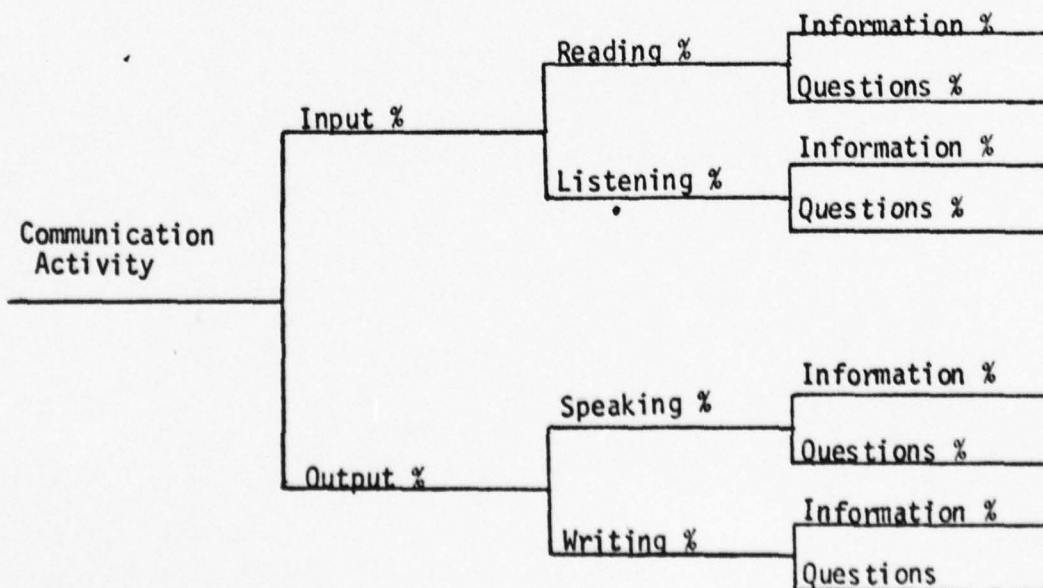 Information %
Reading %
Questions %
Input %
Information %
Listening %
Questions %
Communication
Activity
Information %
Speaking %
Questions %
Output %
Information %
Writing %
Questions